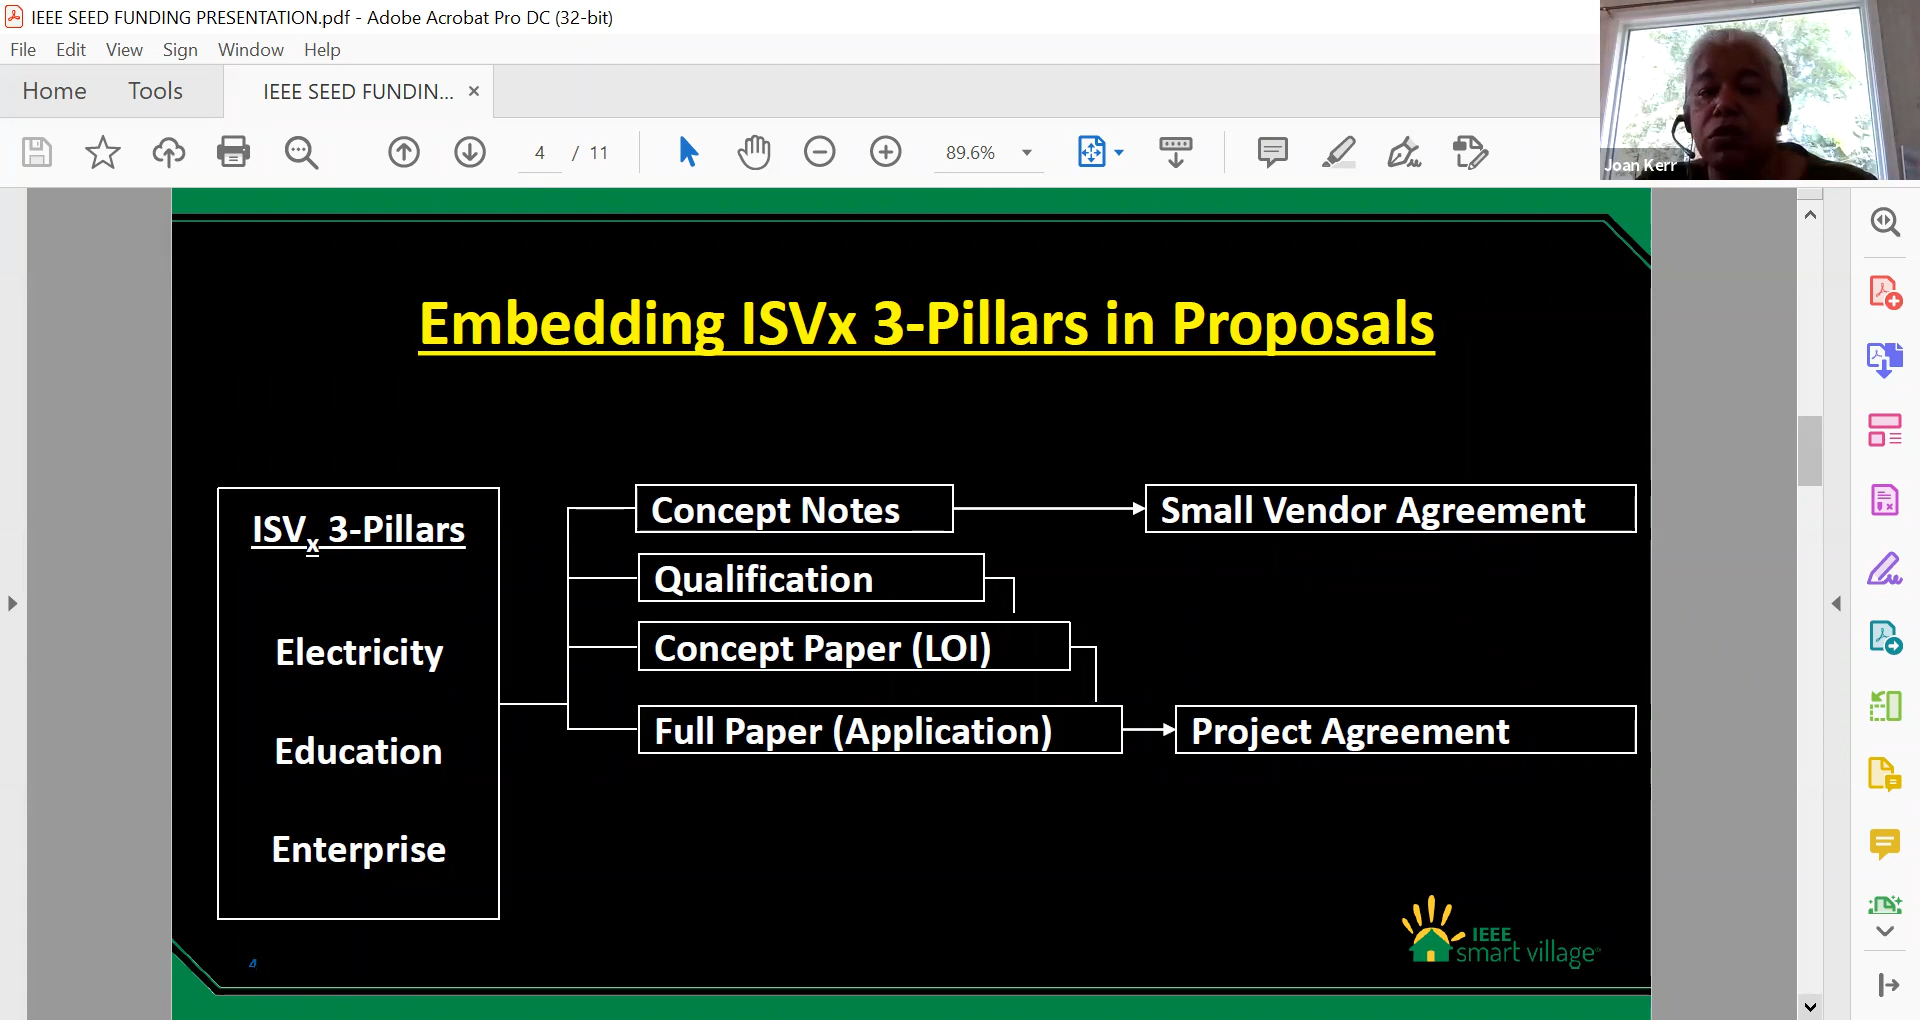 IEEE SEED FUNDING PRESENTATION.pdf - Adobe Acrobat Pro DC (32-bit)
File Edit View Sign Window Help
Home Tools IEEE SEED FUNDIN... ×
4 / 11 89.6%
Joan Kerr
Embedding ISVx 3-Pillars in Proposals
ISVx 3-Pillars
Electricity
Education
Enterprise
Concept Notes
Small Vendor Agreement
Qualification
Concept Paper (LOI)
Full Paper (Application)
Project Agreement
4
IEEE
smart village